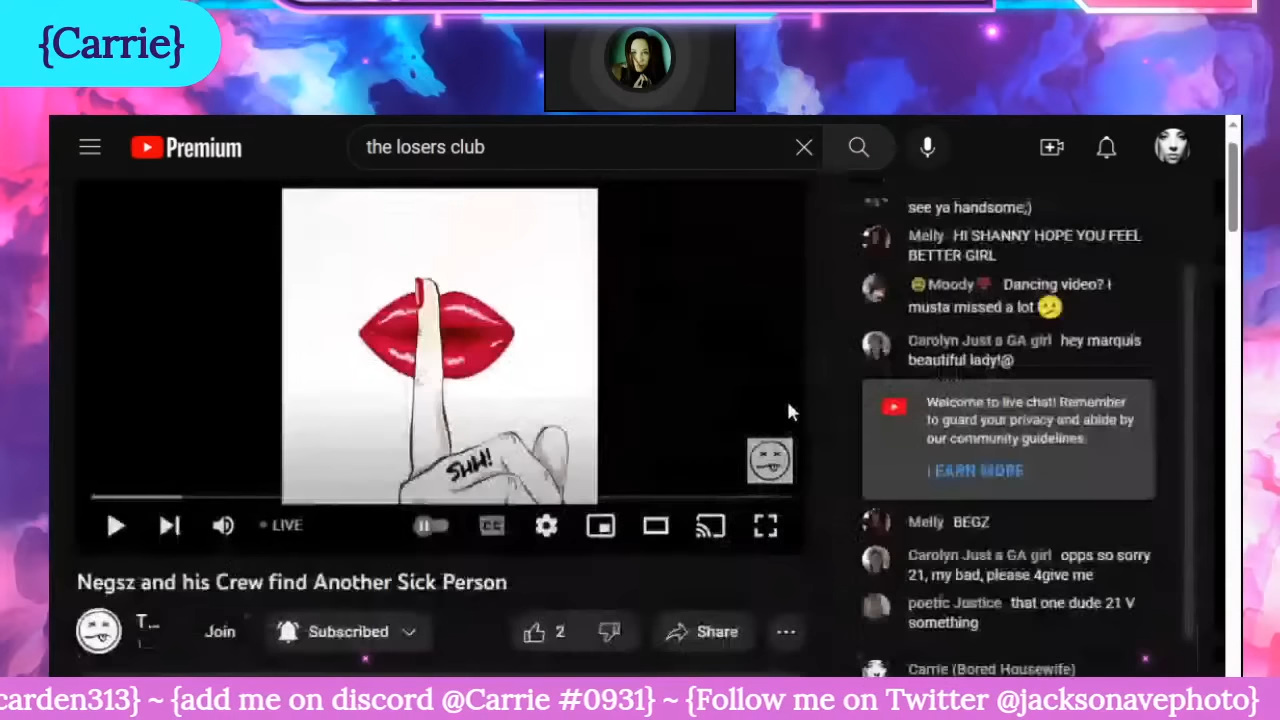 {Carrie}
Premium
the losers club
see ya handsome;)
Melly HI SHANNY HOPE YOU FEEL
BETTER GIRL
Moody Dancing video? I
musta missed a lot
Carolyn Just a GA girl hey marquis
beautiful lady!@
Welcome to live chat! Remember
to guard your privacy and abide by
our community guidelines.
LEARN MORE
SHH!
LIVE
CC
Melly BEGZ
Carolyn Just a GA girl opps so sorry
21, my bad, please 4give me
poetic Justice that one dude 21 V
something
Carrie (Bored Housewife)
Negsz and his Crew find Another Sick Person
T...
Join
Subscribed
2
Share
carden313} ~ {add me on discord @Carrie #0931} ~ {Follow me on Twitter @jacksonavephoto}